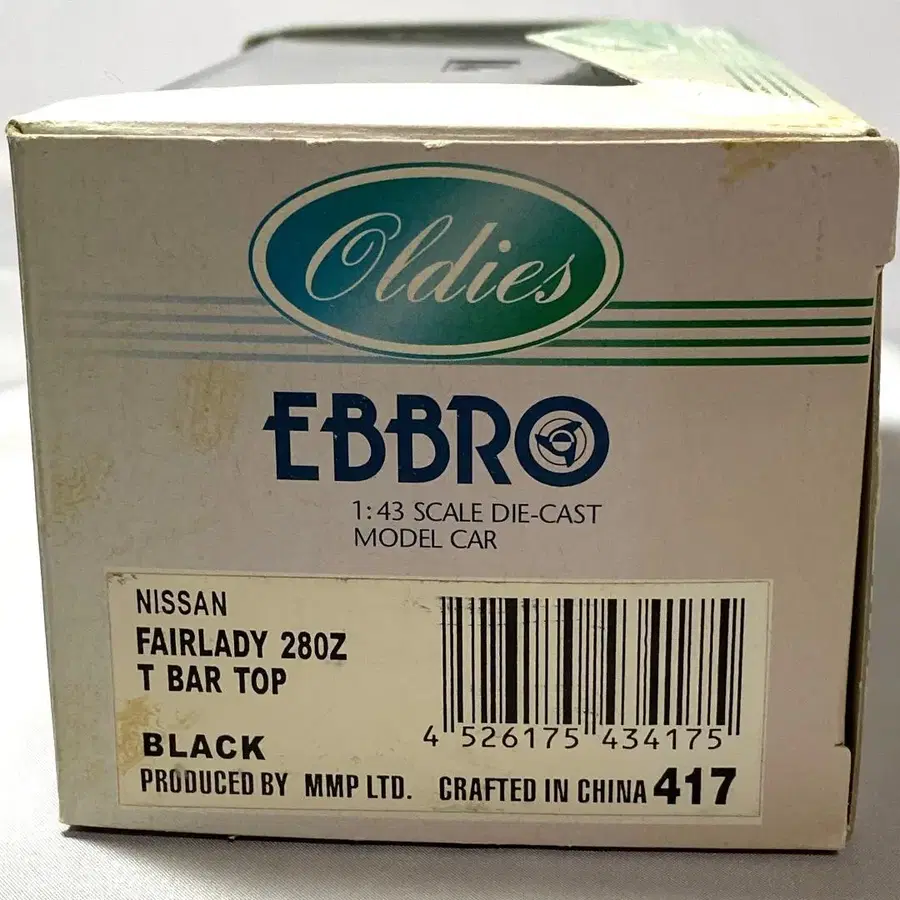 Oldies
EBBRO
1:43 SCALE DIE-CAST
MODEL CAR
NISSAN
FAIRLADY 280Z
T BAR TOP
BLACK
4 526175 434175
PRODUCED BY MMP LTD. CRAFTED IN CHINA 417